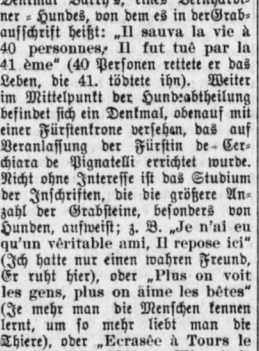 Denkmal Barry's, eines Bernhardi-
ner = Hundes, von dem es in der Grab-
aufschrift heißt: „Il sauva la vie à
40 personnes. Il fut tué par la
41 ème“ (40 Personen rettete er das
Leben, die 41. tödtete ihn). Weiter
im Mittelpunkt der Hundeabtheilung
befindet sich ein Denkmal, obenauf mit
einer Fürstenkrone versehen, das auf
Veranlassung der Fürstin de Cer-
chiara de Pignatelli errichtet wurde.
Nicht ohne Interesse ist das Studium
der Inschriften, die die größere An-
zahl der Grabsteine, besonders von
Hunden, aufweist; z. B. „Je n'ai eu
qu'un véritable ami, Il repose ici“
(Ich hatte nur einen wahren Freund,
Er ruht hier), oder „Plus on voit
les gens, plus on aime les bêtes“
(Je mehr man die Menschen kennen
lernt, um so mehr liebt man die
Thiere), oder „Ecrasée à Tours le